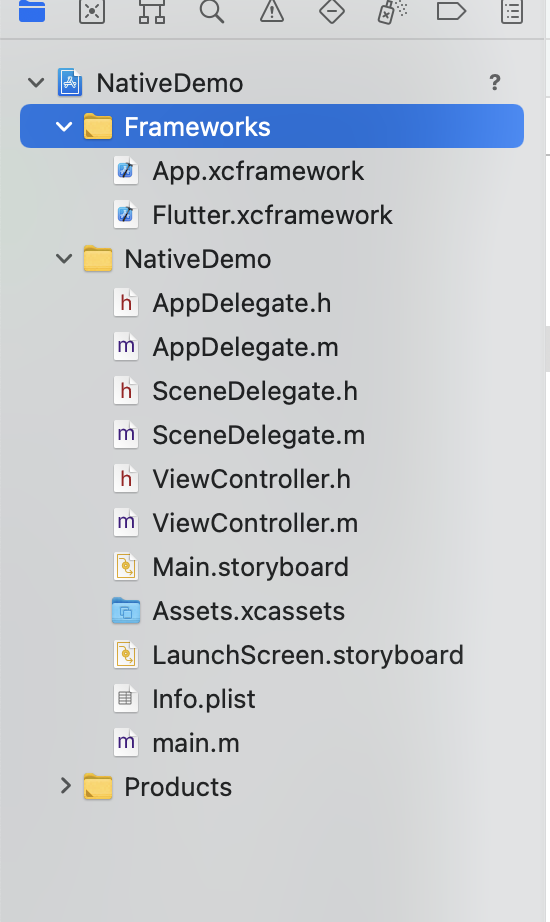 NativeDemo ?
Frameworks
App.xcframework
Flutter.xcframework
NativeDemo
h AppDelegate.h
m AppDelegate.m
h SceneDelegate.h
m SceneDelegate.m
h ViewController.h
m ViewController.m
Main.storyboard
Assets.xcassets
LaunchScreen.storyboard
Info.plist
m main.m
Products